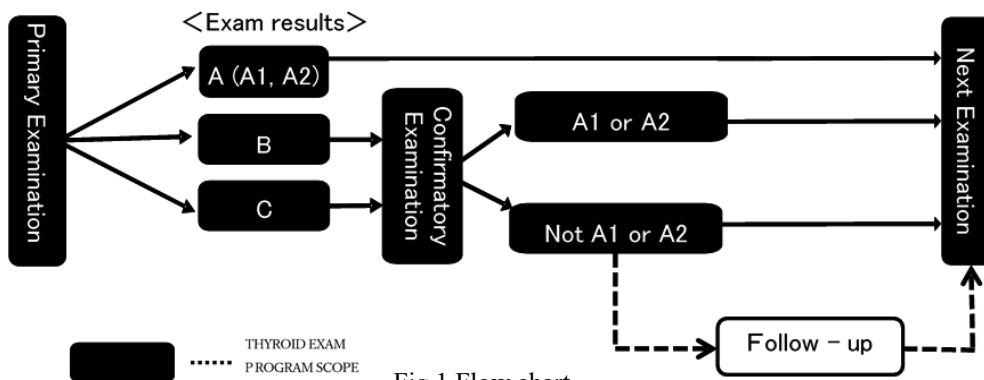 Primary Examination
<Exam results>
A (A1, A2)
B
C
Confirmatory
Examination
A1 or A2
Not A1 or A2
Follow - up
Next Examination
THYROID EXAM
PROGRAM SCOPE
Fig.1 Flow chart